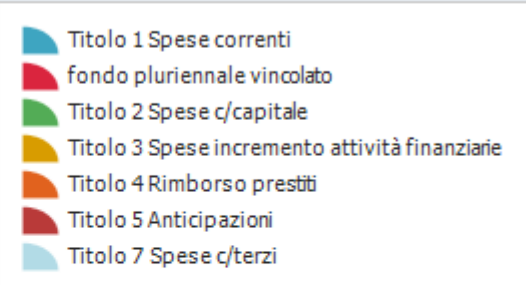 Titolo 1 Spese correnti
fondo pluriennale vincolato
Titolo 2 Spese c/capitale
Titolo 3 Spese incremento attività finanziarie
Titolo 4 Rimborso prestiti
Titolo 5 Anticipazioni
Titolo 7 Spese c/terzi